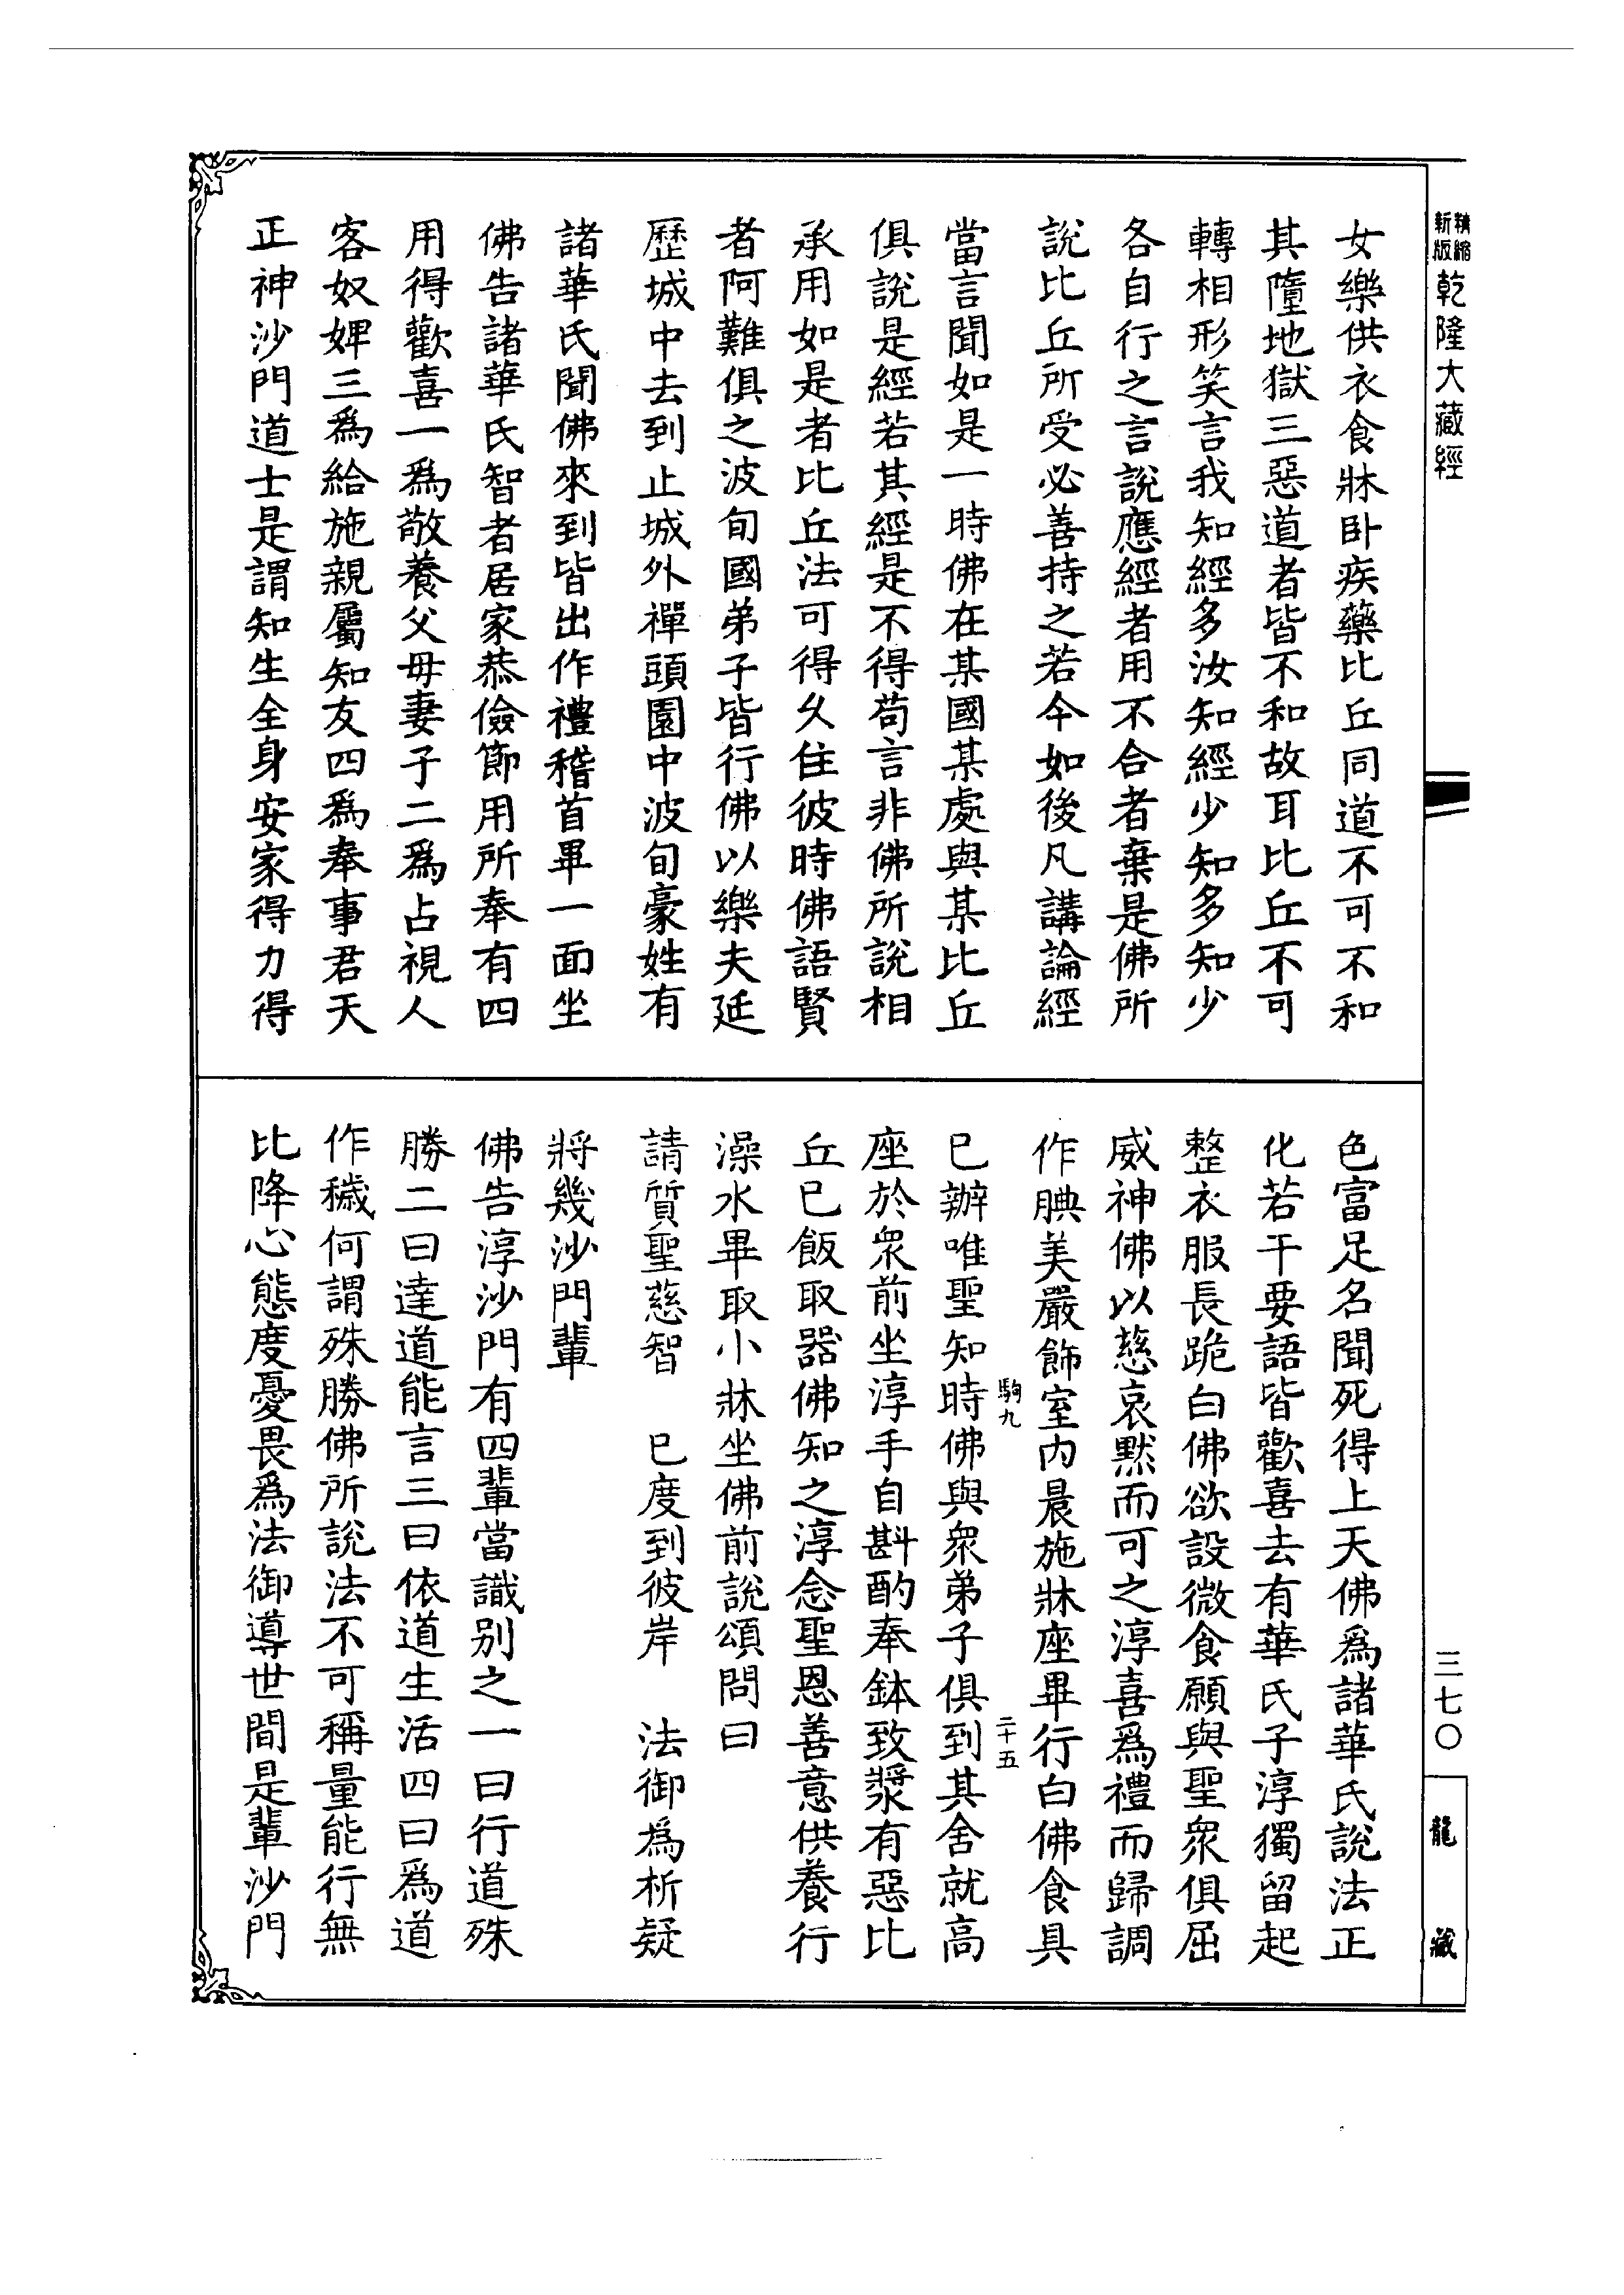 精縮新版乾隆大藏經
三七〇
龍藏
女樂供衣食牀卧疾藥比丘同道不可不和
其墮地獄三惡道者皆不和故耳比丘不可
轉相形笑言我知經多汝知經少知多知少
各自行之言說應經者用不合者棄是佛所
說比丘所受必善持之若今如後凡講論經
當言聞如是一時佛在某國某處與某比丘
俱說是經若其經是不得苟言非佛所說相
承用如是者比丘法可得久住彼時佛語賢
者阿難俱之波旬國弟子皆行佛以樂夫延
歷城中去到止城外禪頭園中波旬豪姓有
諸華氏聞佛來到皆出作禮稽首畢一面坐
佛告諸華氏智者居家恭儉節用所奉有四
用得歡喜一爲敬養父母妻子二爲占視人
客奴婢三爲給施親屬知友四爲奉事君天
正神沙門道士是謂知生全身安家得力得
色富足名聞死得上天佛爲諸華氏說法正
化若干要語皆歡喜去有華氏子淳獨留起
整衣服長跪白佛欲設微食願與聖衆俱屈
威神佛以慈哀默而可之淳喜爲禮而歸調
作腆美嚴飾室內晨施牀座畢行白佛食具
駒九
二十五
已辦唯聖知時佛與衆弟子俱到其舍就高
座於衆前坐淳手自斟酌奉鉢致漿有惡比
丘已飯取器佛知之淳念聖恩善意供養行
澡水畢取小牀坐佛前說頌問曰
請質聖慈智　已度到彼岸　法御爲析疑
將幾沙門輩
佛告淳沙門有四輩當識别之一曰行道殊
勝二曰達道能言三曰依道生活四曰爲道
作穢何謂殊勝佛所說法不可稱量能行無
比降心態度憂畏爲法御導世間是輩沙門